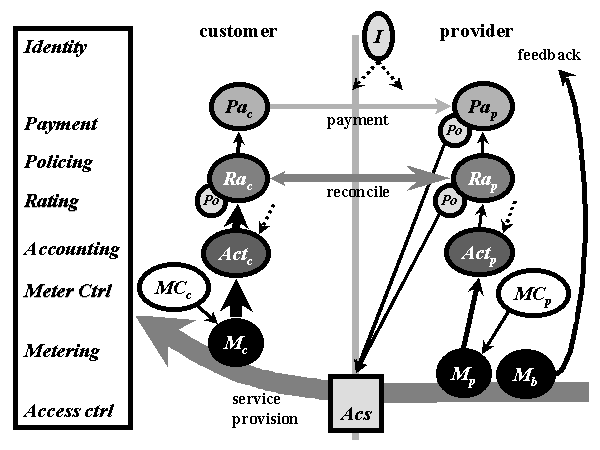 customer
provider
I
feedback
Identity
Payment
Policing
Rating
Accounting
Meter Ctrl
Metering
Access ctrl
Pac
payment
Pap
Po
Rac
Po
reconcile
Rap
Po
Actc
Actp
MCc
MCp
Mc
Mp
Mb
service
provision
Acs